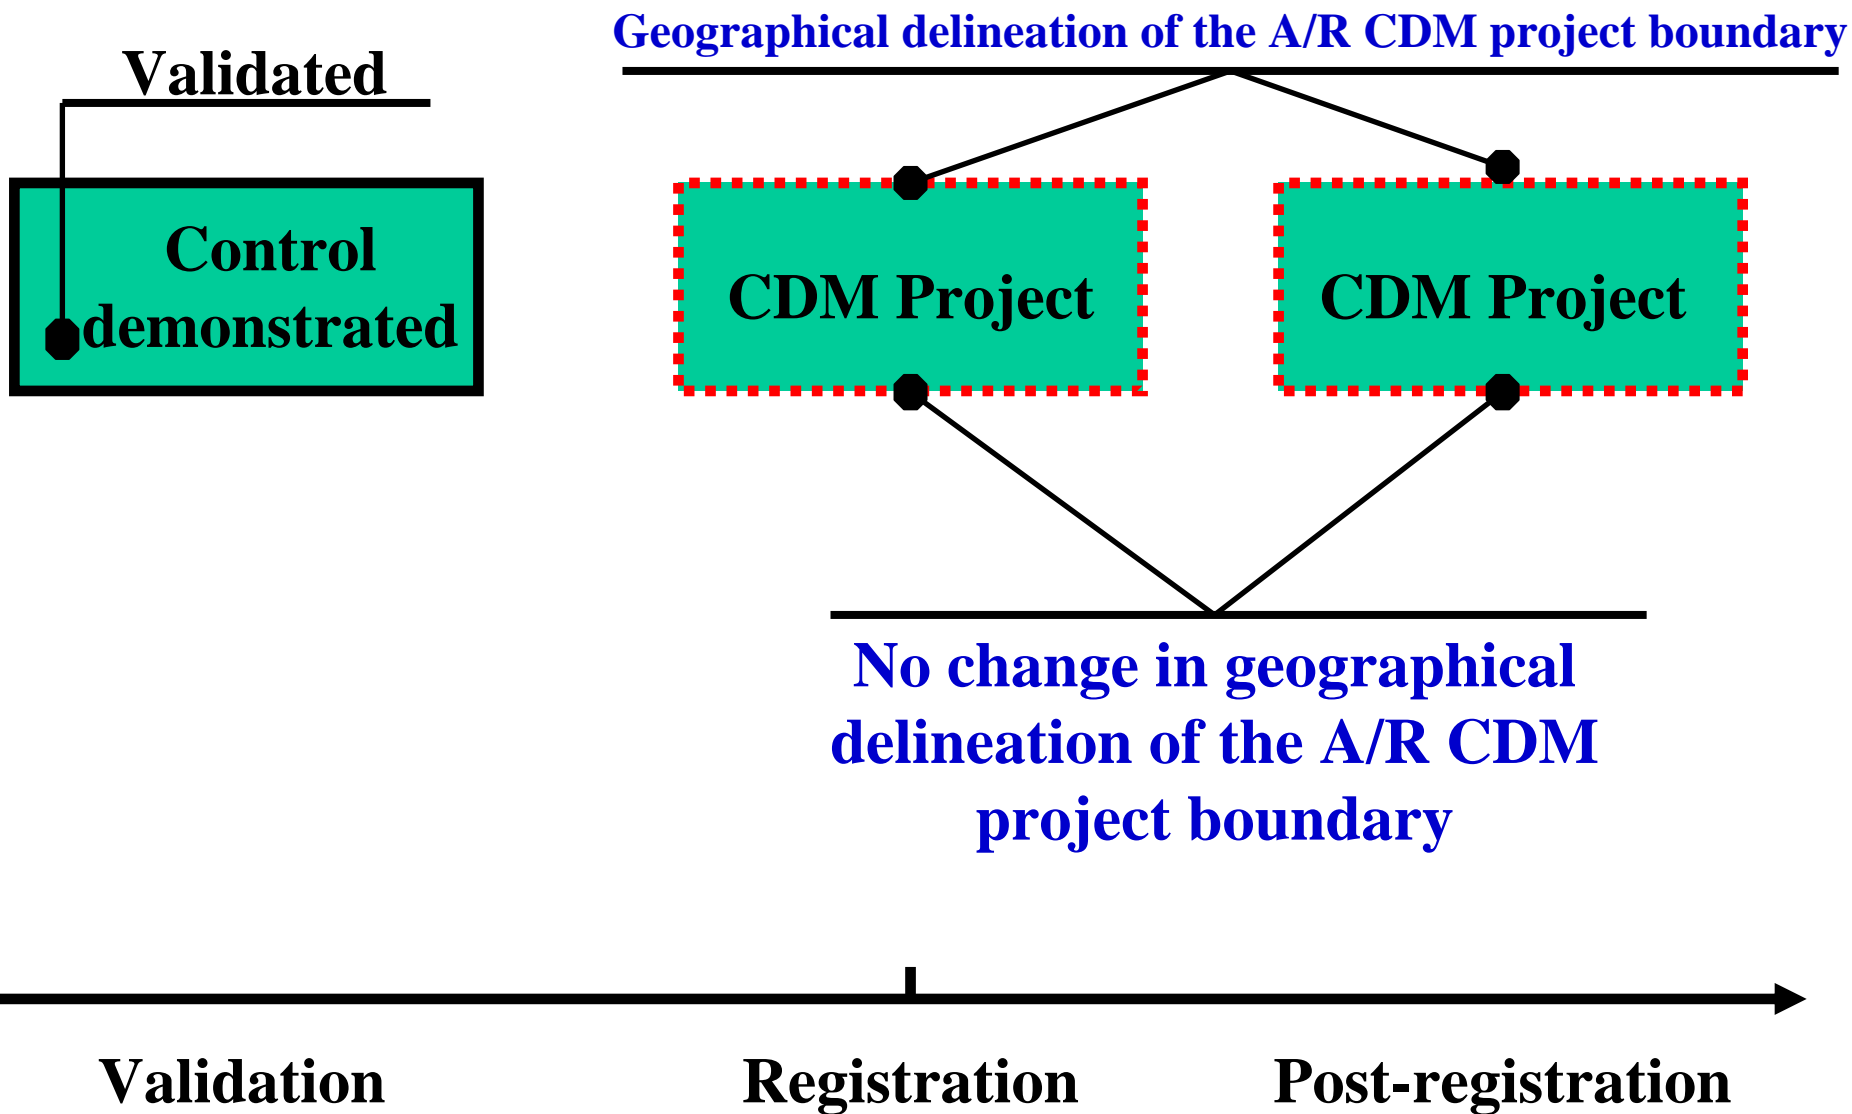 Geographical delineation of the A/R CDM project boundary
Validated
Control
demonstrated
CDM Project
CDM Project
No change in geographical
delineation of the A/R CDM
project boundary
Validation
Registration
Post-registration